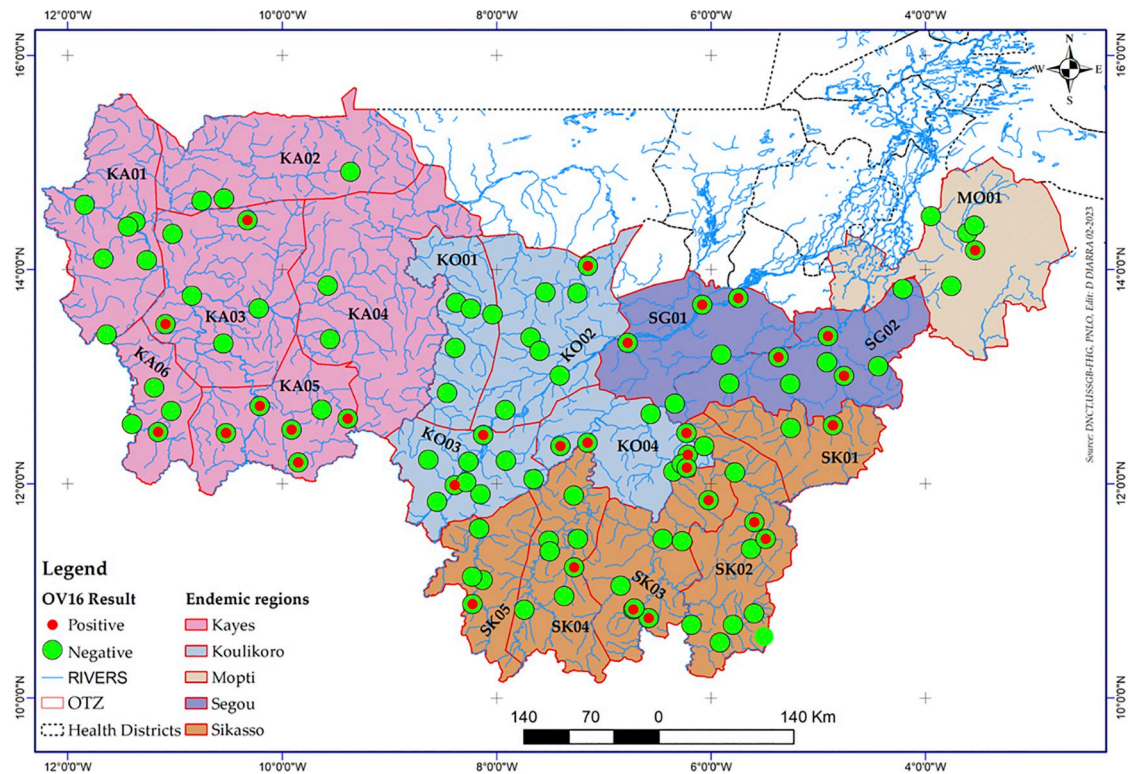 12°0'0"W 10°0'0"W 8°0'0"W 6°0'0"W 4°0'0"W
16°0'0"N 16°0'0"N
N
W E
S
KA02
KA01
MO01
14°0'0"N 14°0'0"N
KO01
KA03
KA04
SG01
SG02
KO02
KA06
KA05
KO03
KO04
SK01
12°0'0"N 12°0'0"N
SK02
SK03
SK05
SK04
10°0'0"N 10°0'0"N
Source: DNCT,USSGB-FHG, PNLO, Edit: D DIARRA 02-2023
Legend
OV16 Result
Positive
Negative
RIVERS
OTZ
Health Districts
Endemic regions
Kayes
Koulikoro
Mopti
Segou
Sikasso
140 70 0 140 Km
12°0'0"W 10°0'0"W 8°0'0"W 6°0'0"W 4°0'0"W